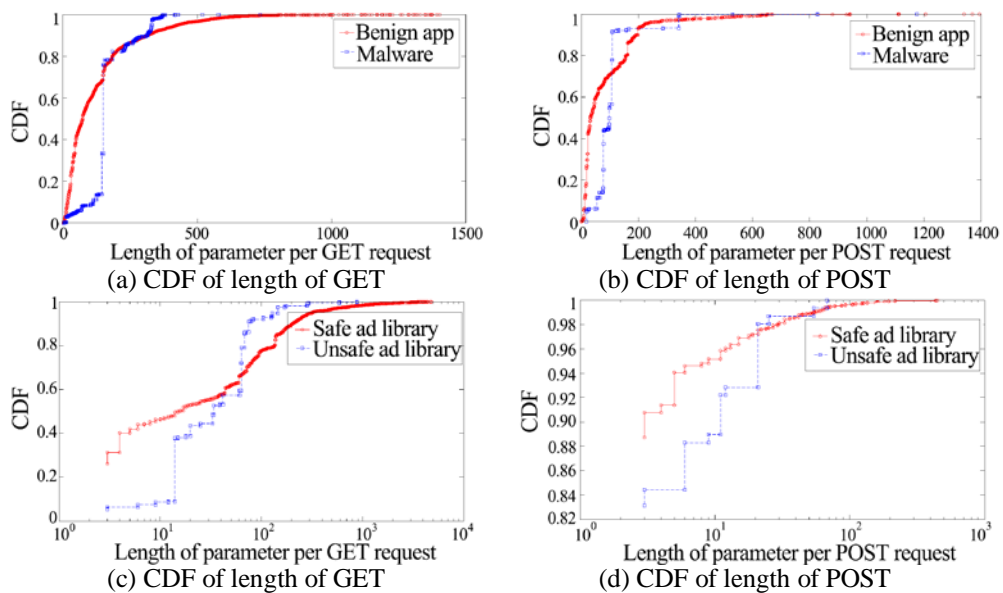 1
0.8
0.6
0.4
0.2
0
CDF
Benign app
Malware
0
500
1000
1500
Length of parameter per GET request
(a) CDF of length of GET
1
0.8
0.6
0.4
0.2
0
CDF
Benign app
Malware
0
200
400
600
800
1000
1200
1400
Length of parameter per POST request
(b) CDF of length of POST
1
0.8
0.6
0.4
0.2
0
CDF
Safe ad library
Unsafe ad library
10^0
10^1
10^2
10^3
10^4
Length of parameter per GET request
(c) CDF of length of GET
1
0.98
0.96
0.94
0.92
0.90
0.88
0.86
0.84
0.82
CDF
Safe ad library
Unsafe ad library
10^0
10^1
10^2
10^3
Length of parameter per POST request
(d) CDF of length of POST